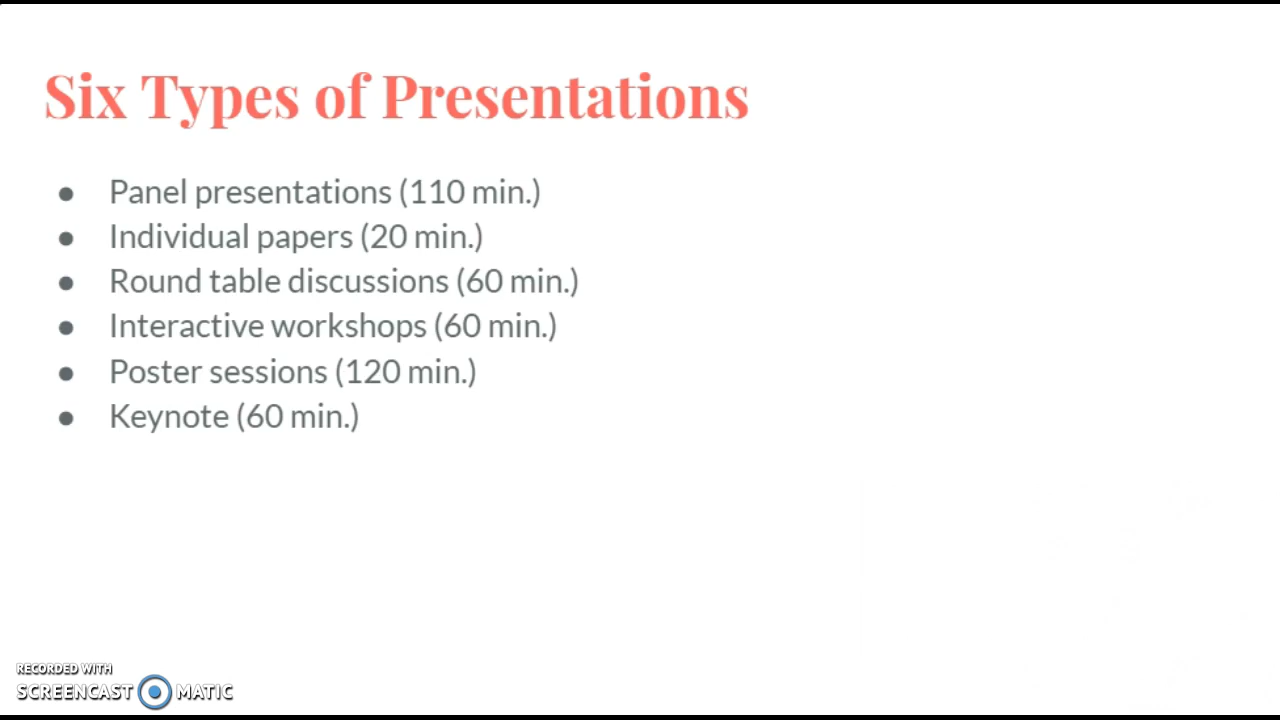 Six Types of Presentations
● Panel presentations (110 min.)
● Individual papers (20 min.)
● Round table discussions (60 min.)
● Interactive workshops (60 min.)
● Poster sessions (120 min.)
● Keynote (60 min.)
RECORDED WITH
SCREENCAST MATIC